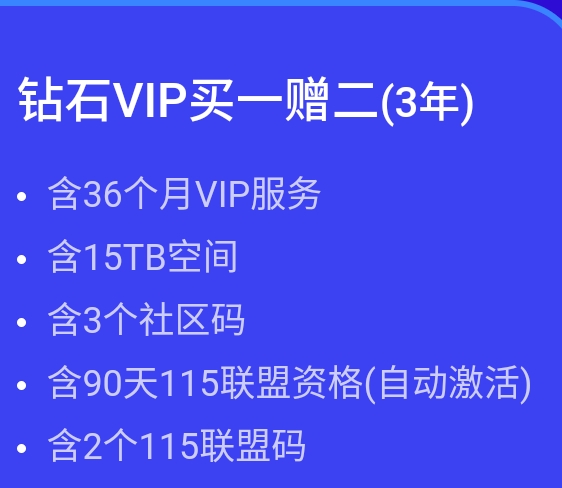 钻石VIP买一赠二(3年)
• 含36个月VIP服务
• 含15TB空间
• 含3个社区码
• 含90天115联盟资格(自动激活)
• 含2个115联盟码